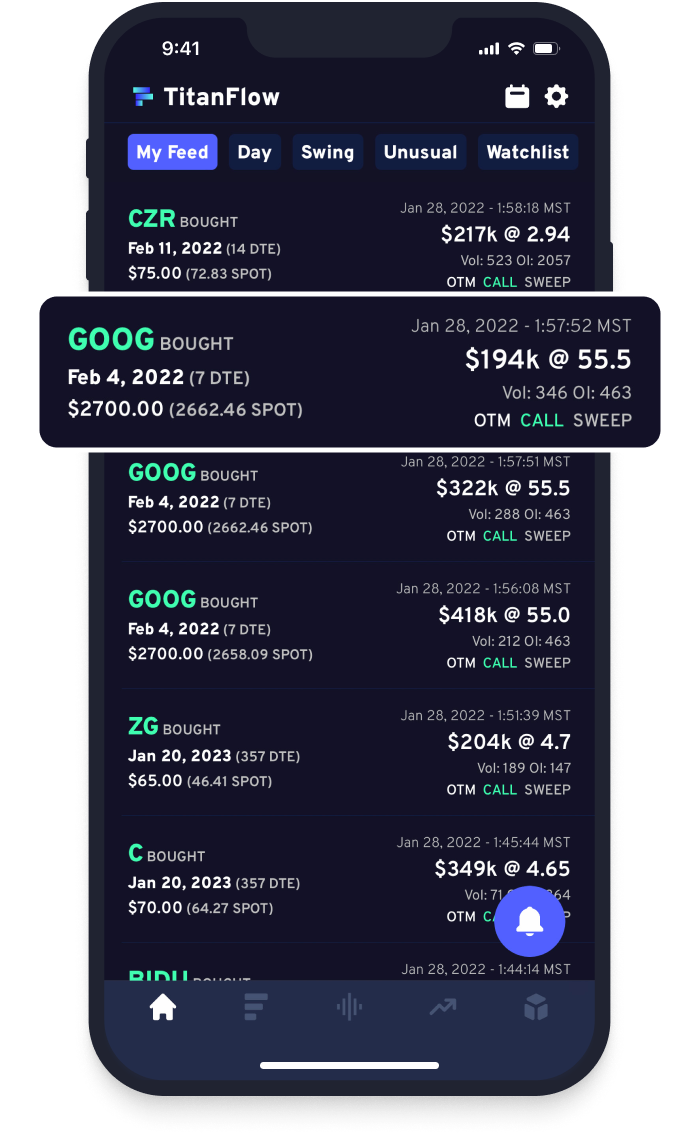 9:41
TitanFlow
My Feed Day Swing Unusual Watchlist
Jan 28, 2022 - 1:58:18 MST
CZR BOUGHT
$217k @ 2.94
Feb 11, 2022 (14 DTE)
Vol: 523 OI: 2057
$75.00 (72.83 SPOT)
OTM CALL SWEEP
Jan 28, 2022 - 1:57:52 MST
GOOG BOUGHT
$194k @ 55.5
Feb 4, 2022 (7 DTE)
Vol: 346 OI: 463
$2700.00 (2662.46 SPOT)
OTM CALL SWEEP
Jan 28, 2022 - 1:57:51 MST
GOOG BOUGHT
$322k @ 55.5
Feb 4, 2022 (7 DTE)
Vol: 288 OI: 463
$2700.00 (2662.46 SPOT)
OTM CALL SWEEP
Jan 28, 2022 - 1:56:08 MST
GOOG BOUGHT
$418k @ 55.0
Feb 4, 2022 (7 DTE)
Vol: 212 OI: 463
$2700.00 (2658.09 SPOT)
OTM CALL SWEEP
Jan 28, 2022 - 1:51:39 MST
ZG BOUGHT
$204k @ 4.7
Jan 20, 2023 (357 DTE)
Vol: 189 OI: 147
$65.00 (46.41 SPOT)
OTM CALL SWEEP
Jan 28, 2022 - 1:45:44 MST
C BOUGHT
$349k @ 4.65
Jan 20, 2023 (357 DTE)
Vol:
$70.00 (64.27 SPOT)
OTM
Jan 28, 2022 - 1:44:14 MST
BIDU BOUGHT